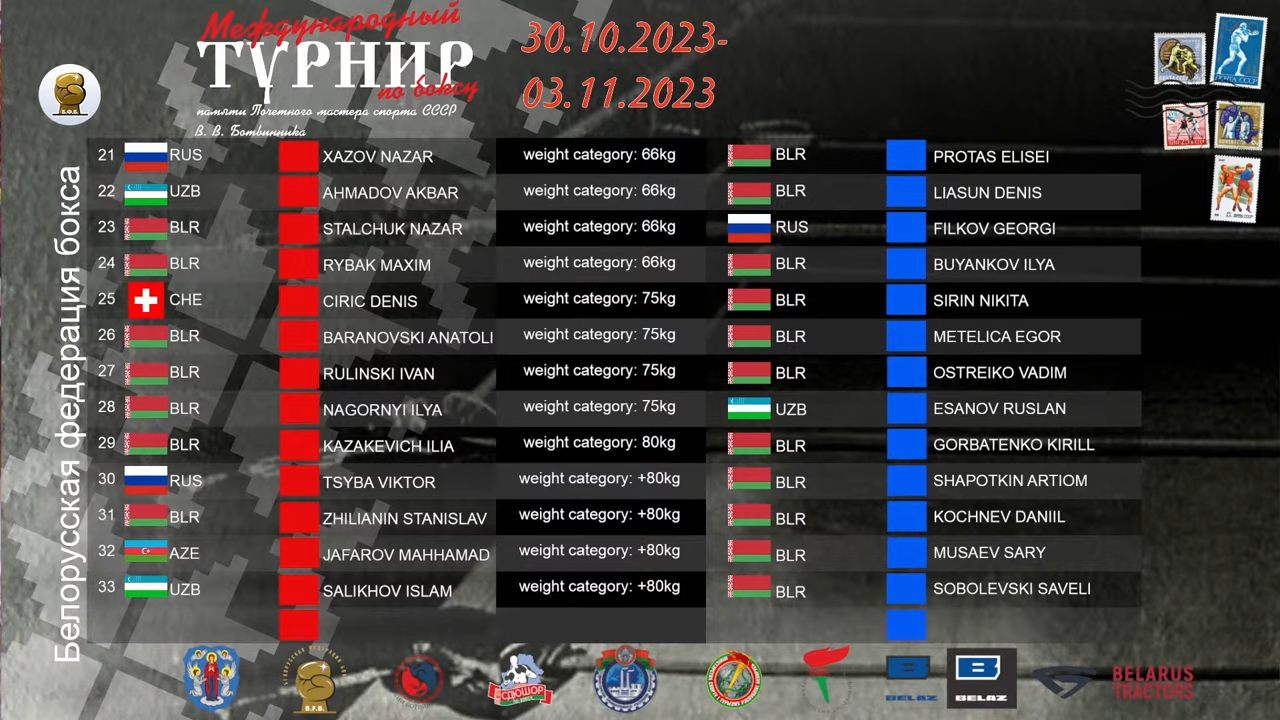 Международный
ТУРНИР
по боксу
памяти Почетного мастера спорта СССР
В. В. Ботвинника
30.10.2023-
03.11.2023
Белорусская федерация бокса
21 RUS XAZOV NAZAR weight category: 66kg BLR PROTAS ELISEI
22 UZB AHMADOV AKBAR weight category: 66kg BLR LIASUN DENIS
23 BLR STALCHUK NAZAR weight category: 66kg RUS FILKOV GEORGI
24 BLR RYBAK MAXIM weight category: 66kg BLR BUYANKOV ILYA
25 CHE CIRIC DENIS weight category: 75kg BLR SIRIN NIKITA
26 BLR BARANOVSKI ANATOLI weight category: 75kg BLR METELICA EGOR
27 BLR RULINSKI IVAN weight category: 75kg BLR OSTREIKO VADIM
28 BLR NAGORNYI ILYA weight category: 75kg UZB ESANOV RUSLAN
29 BLR KAZAKEVICH ILIA weight category: 80kg BLR GORBATENKO KIRILL
30 RUS TSYBA VIKTOR weight category: +80kg BLR SHAPOTKIN ARTIOM
31 BLR ZHILIANIN STANISLAV weight category: +80kg BLR KOCHNEV DANIIL
32 AZE JAFAROV MAHHAMAD weight category: +80kg BLR MUSAEV SARY
33 UZB SALIKHOV ISLAM weight category: +80kg BLR SOBOLEVSKI SAVELI
B.F.B.
СДЮШОР
BELAZ
BELAZ
BELARUS
TRACTORS